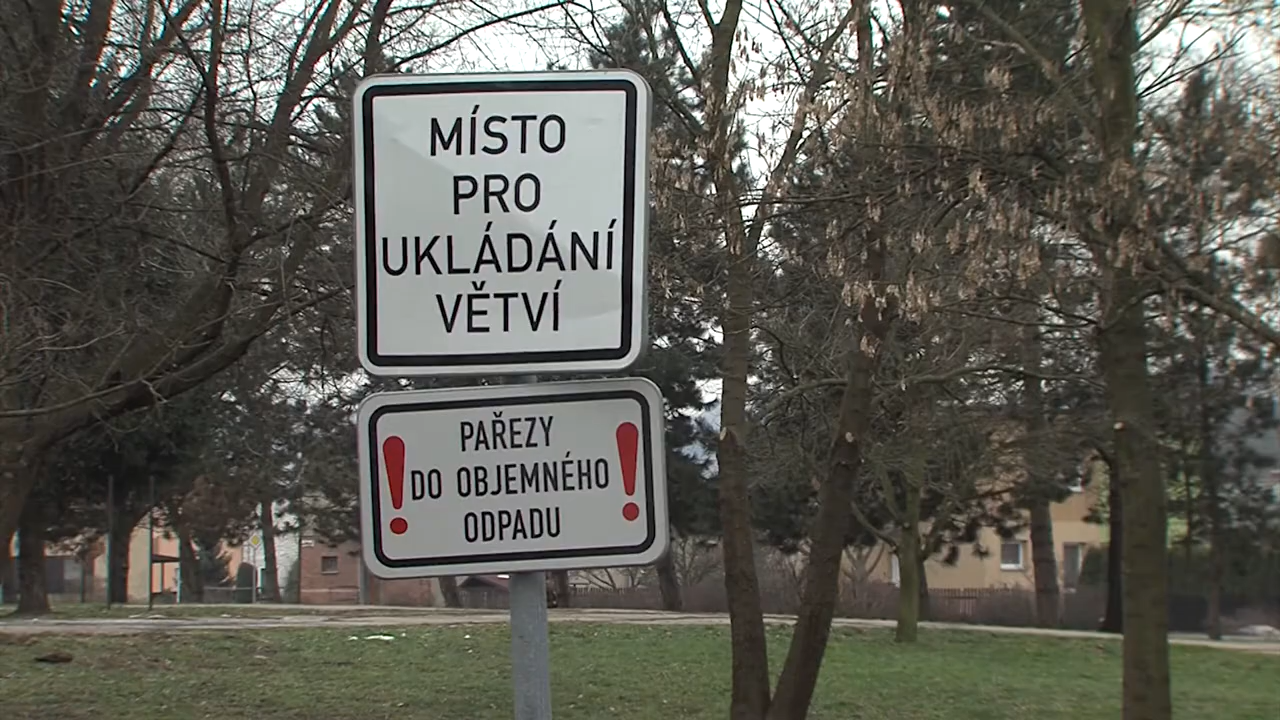 MÍSTO
PRO
UKLÁDÁNÍ
VĚTVÍ
! PAŘEZY !
DO OBJEMNÉHO
ODPADU